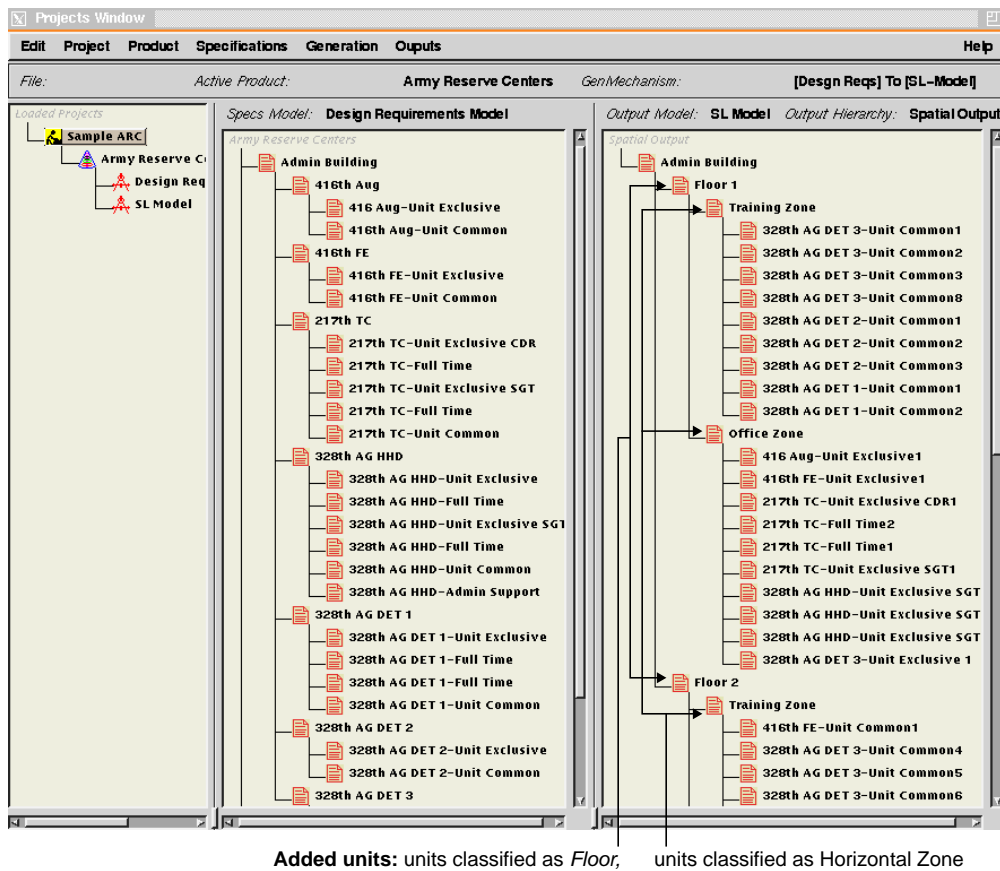 Projects Window
Edit Project Product Specifications Generation Ouputs Help
File: Active Product: Army Reserve Centers GenMechanism: [Desgn Reqs] To [SL-Model]
Loaded Projects
Sample ARC
Army Reserve C
Design Req
SL Model
Specs Model: Design Requirements Model
Army Reserve Centers
Admin Building
416th Aug
416 Aug-Unit Exclusive
416th Aug-Unit Common
416th FE
416th FE-Unit Exclusive
416th FE-Unit Common
217th TC
217th TC-Unit Exclusive CDR
217th TC-Full Time
217th TC-Unit Exclusive SGT
217th TC-Full Time
217th TC-Unit Common
328th AG HHD
328th AG HHD-Unit Exclusive
328th AG HHD-Full Time
328th AG HHD-Unit Exclusive SGT
328th AG HHD-Full Time
328th AG HHD-Unit Common
328th AG HHD-Admin Support
328th AG DET 1
328th AG DET 1-Unit Exclusive
328th AG DET 1-Full Time
328th AG DET 1-Full Time
328th AG DET 1-Unit Common
328th AG DET 2
328th AG DET 2-Unit Exclusive
328th AG DET 2-Unit Common
328th AG DET 3
Output Model: SL Model Output Hierarchy: Spatial Output
Spatial Output
Admin Building
Floor 1
Training Zone
328th AG DET 3-Unit Common1
328th AG DET 3-Unit Common2
328th AG DET 3-Unit Common3
328th AG DET 3-Unit Common8
328th AG DET 2-Unit Common1
328th AG DET 2-Unit Common2
328th AG DET 2-Unit Common3
328th AG DET 1-Unit Common1
328th AG DET 1-Unit Common2
Office Zone
416 Aug-Unit Exclusive1
416th FE-Unit Exclusive1
217th TC-Unit Exclusive CDR1
217th TC-Full Time2
217th TC-Full Time1
217th TC-Unit Exclusive SGT1
328th AG HHD-Unit Exclusive SGT
328th AG HHD-Unit Exclusive SGT
328th AG HHD-Unit Exclusive SGT
328th AG DET 3-Unit Exclusive 1
Floor 2
Training Zone
416th FE-Unit Common1
328th AG DET 3-Unit Common4
328th AG DET 3-Unit Common5
328th AG DET 3-Unit Common6
Added units: units classified as Floor, units classified as Horizontal Zone